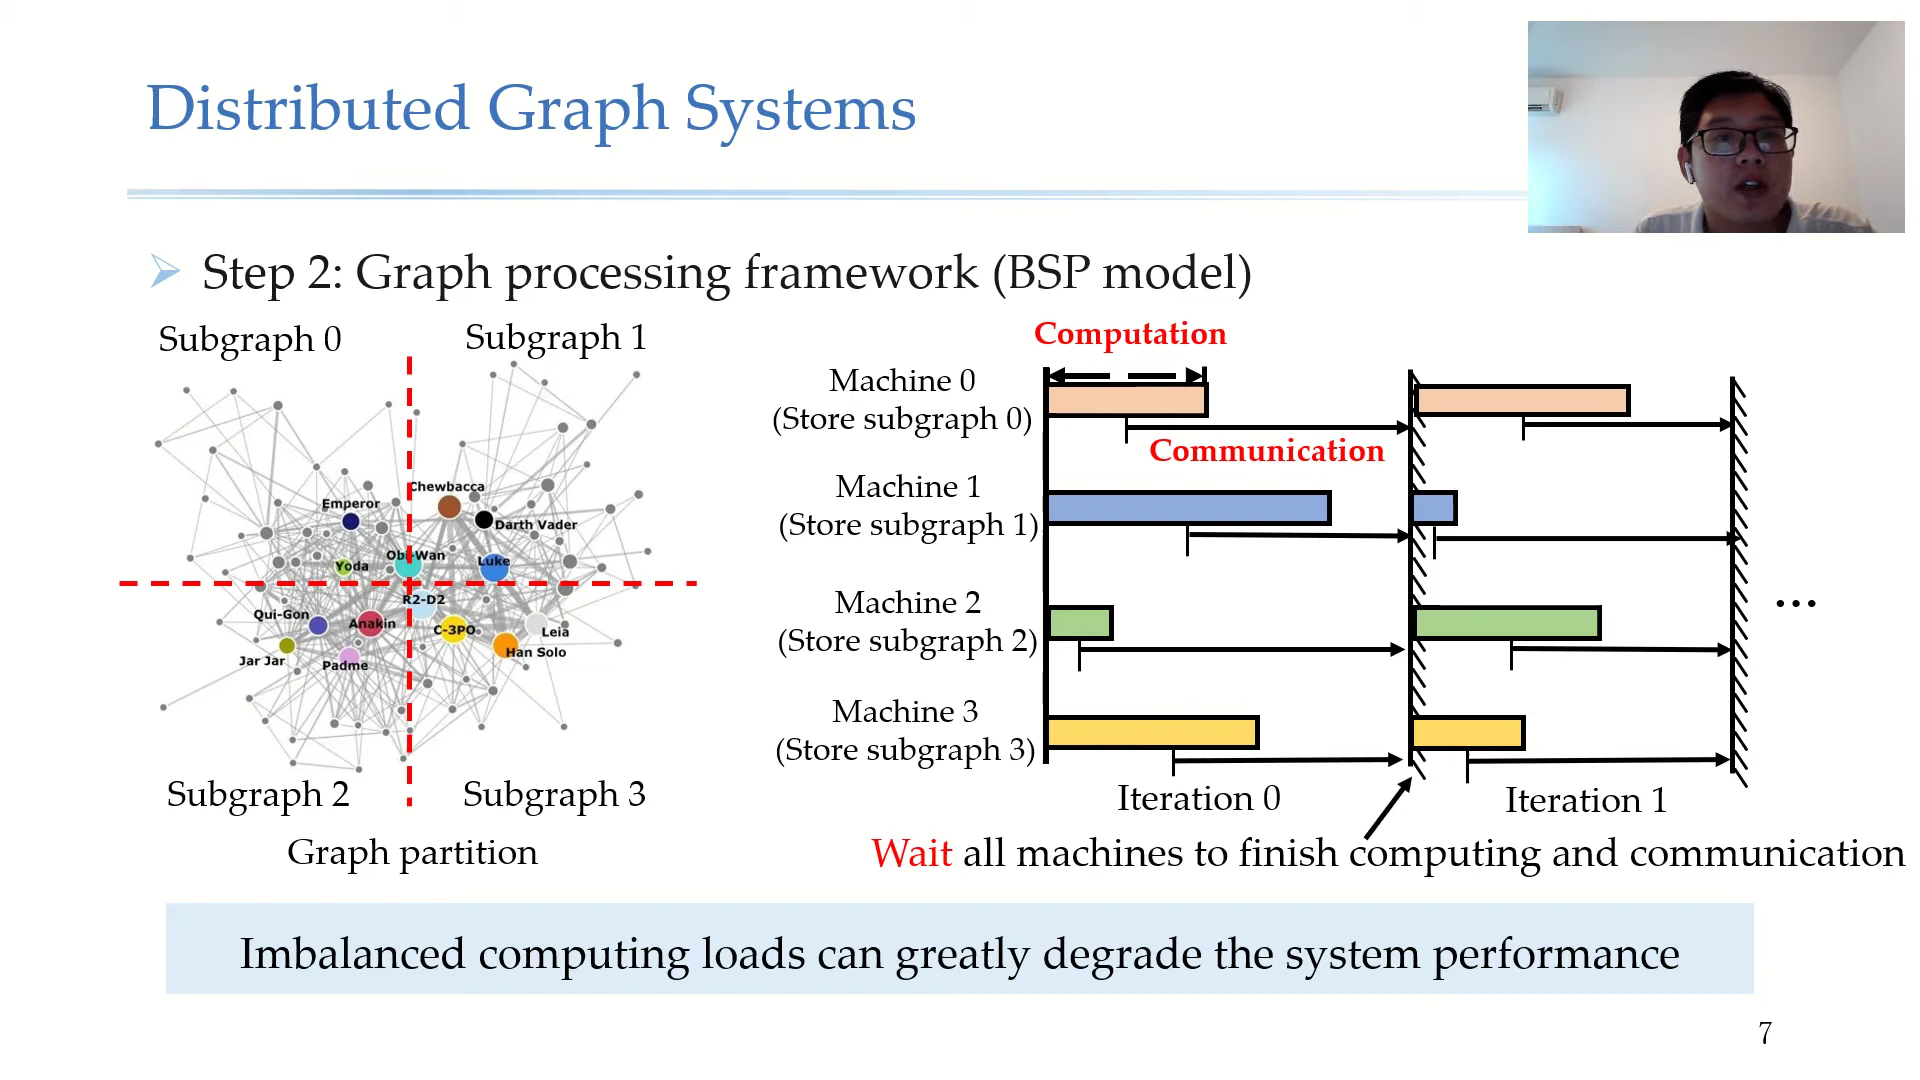 Distributed Graph Systems
Step 2: Graph processing framework (BSP model)
Subgraph 0
Subgraph 1
Emperor
Chewbacca
Darth Vader
Obi-Wan
Yoda
Luke
R2-D2
Qui-Gon
Anakin
C-3PO
Leia
Jar Jar
Padme
Han Solo
Subgraph 2
Subgraph 3
Graph partition
Computation
Machine 0
(Store subgraph 0)
Communication
Machine 1
(Store subgraph 1)
Machine 2
(Store subgraph 2)
...
Machine 3
(Store subgraph 3)
Iteration 0
Iteration 1
Wait all machines to finish computing and communication
Imbalanced computing loads can greatly degrade the system performance
7